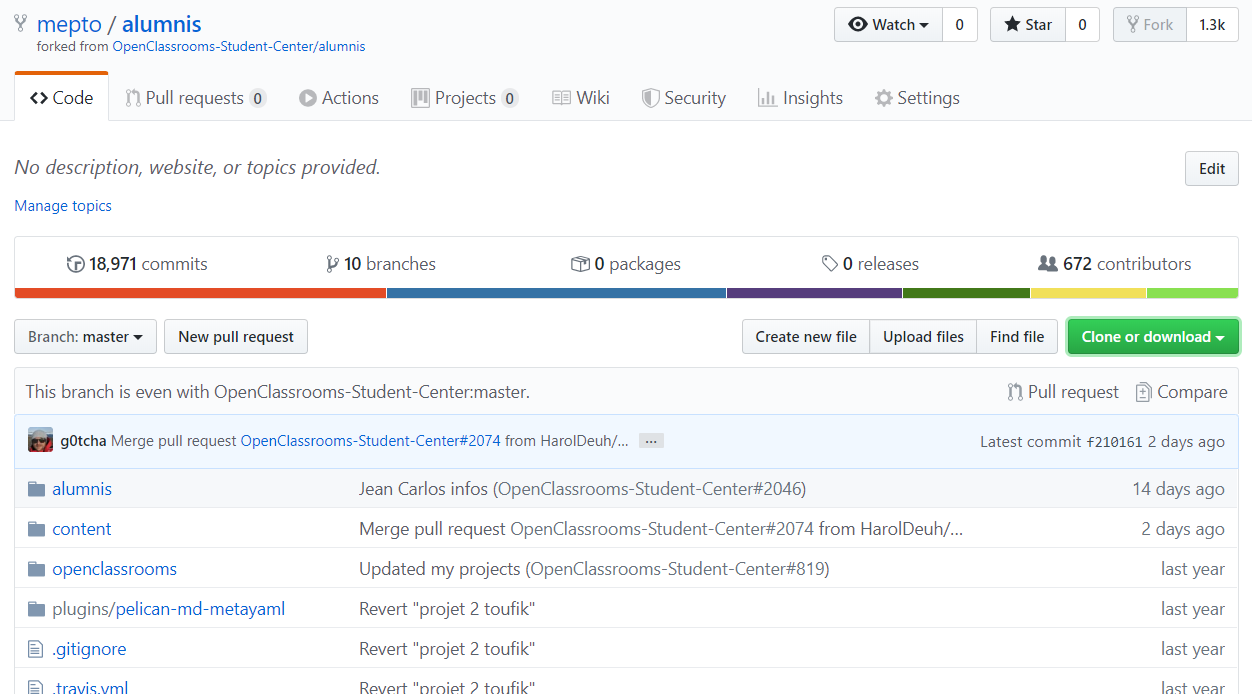 mepto / alumnis
Watch 0 Star 0 Fork 1.3k
forked from OpenClassrooms-Student-Center/alumnis
Code Pull requests 0 Actions Projects 0 Wiki Security Insights Settings
No description, website, or topics provided.
Edit
Manage topics
18,971 commits 10 branches 0 packages 0 releases 672 contributors
Branch: master New pull request Create new file Upload files Find file Clone or download
This branch is even with OpenClassrooms-Student-Center:master. Pull request Compare
g0tcha Merge pull request OpenClassrooms-Student-Center#2074 from HarolDeuh/... ... Latest commit f210161 2 days ago
alumnis Jean Carlos infos (OpenClassrooms-Student-Center#2046) 14 days ago
content Merge pull request OpenClassrooms-Student-Center#2074 from HarolDeuh/... 2 days ago
openclassrooms Updated my projects (OpenClassrooms-Student-Center#819) last year
plugins/pelican-md-metayaml Revert "projet 2 toufik" last year
.gitignore Revert "projet 2 toufik" last year
.travis.yml Revert "projet 2 toufik" last year